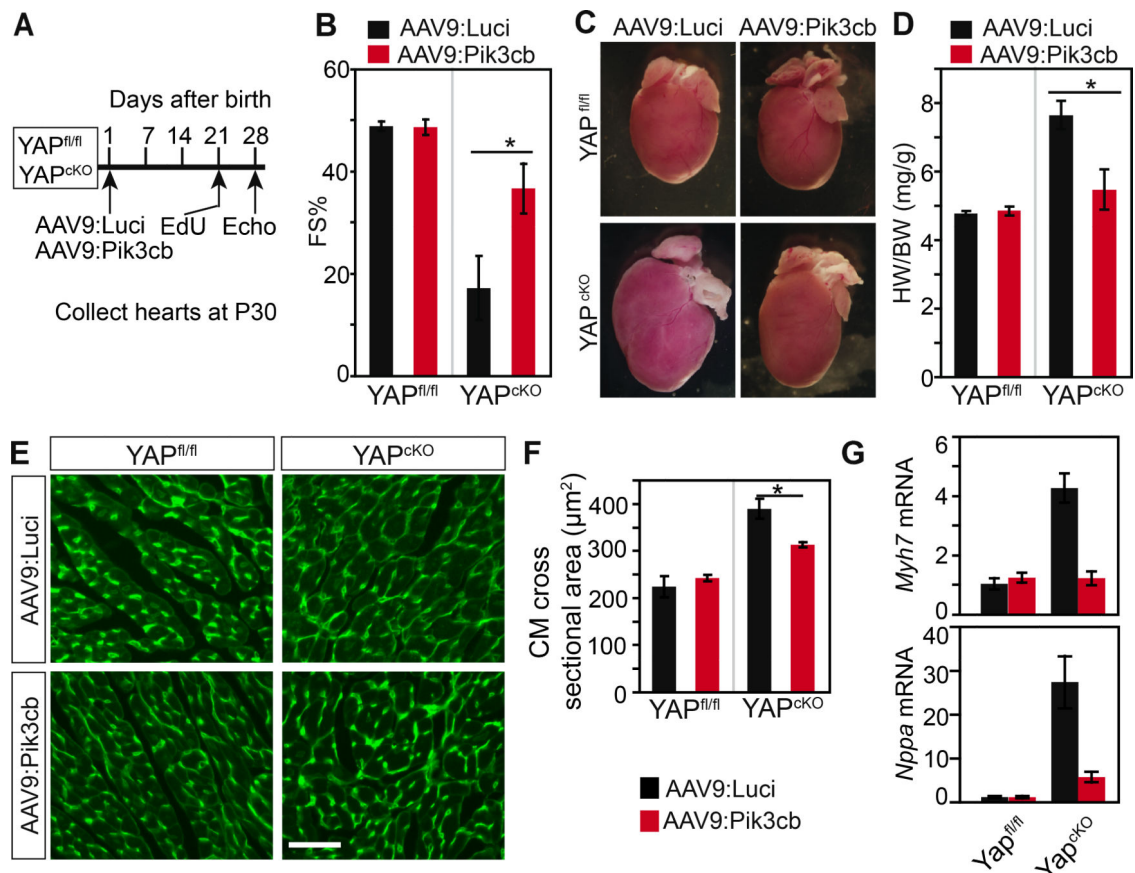 A
Days after birth
1 7 14 21 28
YAPfl/fl
YAPcKO
AAV9:Luci EdU Echo
AAV9:Pik3cb
Collect hearts at P30
B
AAV9:Luci
AAV9:Pik3cb
FS%
60
40
20
0
*
YAPfl/fl YAPcKO
C
AAV9:Luci AAV9:Pik3cb
YAPfl/fl
YAPcKO
D
AAV9:Luci
AAV9:Pik3cb
HW/BW (mg/g)
8
6
4
2
0
*
YAPfl/fl YAPcKO
E
YAPfl/fl YAPcKO
AAV9:Luci
AAV9:Pik3cb
F
CM cross
sectional area (µm2)
400
300
200
100
0
*
YAPfl/fl YAPcKO
AAV9:Luci
AAV9:Pik3cb
G
Myh7 mRNA
6
4
2
0
Nppa mRNA
40
30
20
10
0
Yapfl/fl YapcKO